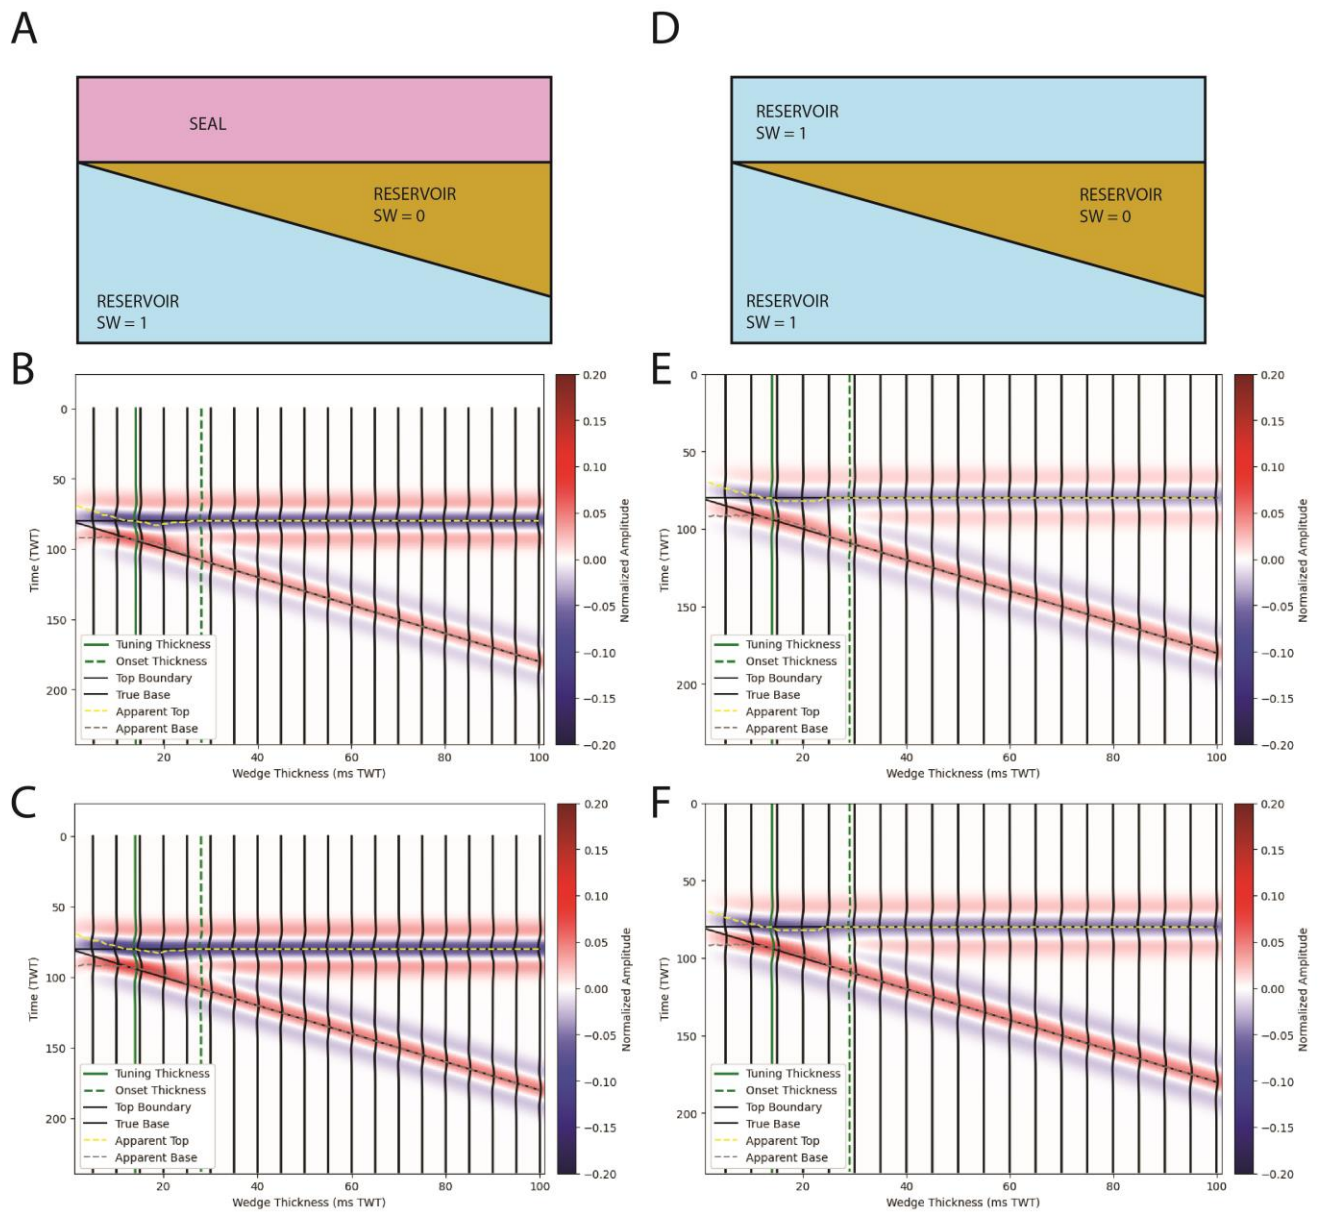 A
SEAL
RESERVOIR
SW = 0
RESERVOIR
SW = 1
D
RESERVOIR
SW = 1
RESERVOIR
SW = 0
RESERVOIR
SW = 1
B
0
50
100
150
200
Time (TWT)
20
40
60
80
100
Wedge Thickness (ms TWT)
Tuning Thickness
Onset Thickness
Top Boundary
True Base
Apparent Top
Apparent Base
0.20
0.15
0.10
0.05
0.00
−0.05
−0.10
−0.15
−0.20
Normalized Amplitude
E
0
50
100
150
200
Time (TWT)
20
40
60
80
100
Wedge Thickness (ms TWT)
Tuning Thickness
Onset Thickness
Top Boundary
True Base
Apparent Top
Apparent Base
0.20
0.15
0.10
0.05
0.00
−0.05
−0.10
−0.15
−0.20
Normalized Amplitude
C
0
50
100
150
200
Time (TWT)
20
40
60
80
100
Wedge Thickness (ms TWT)
Tuning Thickness
Onset Thickness
Top Boundary
True Base
Apparent Top
Apparent Base
0.20
0.15
0.10
0.05
0.00
−0.05
−0.10
−0.15
−0.20
Normalized Amplitude
F
0
50
100
150
200
Time (TWT)
20
40
60
80
100
Wedge Thickness (ms TWT)
Tuning Thickness
Onset Thickness
Top Boundary
True Base
Apparent Top
Apparent Base
0.20
0.15
0.10
0.05
0.00
−0.05
−0.10
−0.15
−0.20
Normalized Amplitude